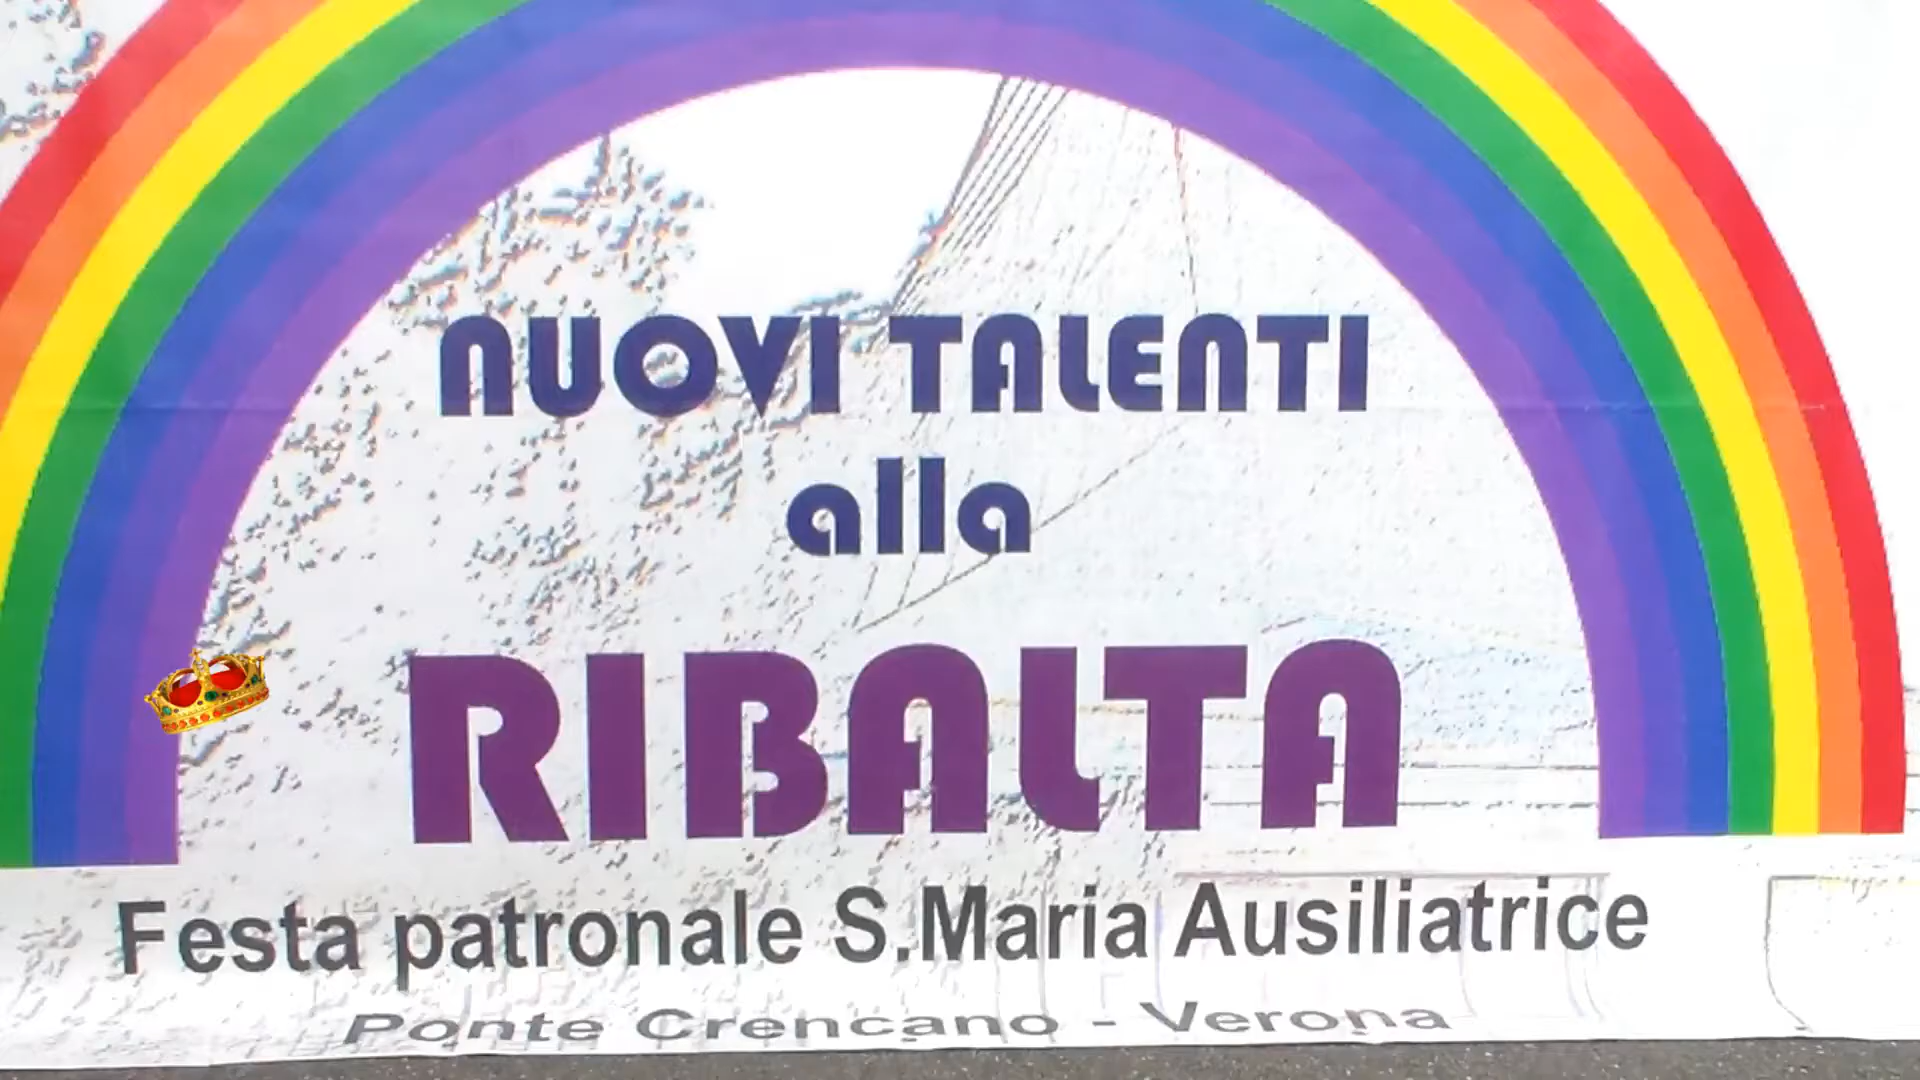 NUOVI TALENTI
alla
RIBALTA
Festa patronale S.Maria Ausiliatrice
Ponte Crencano - Verona